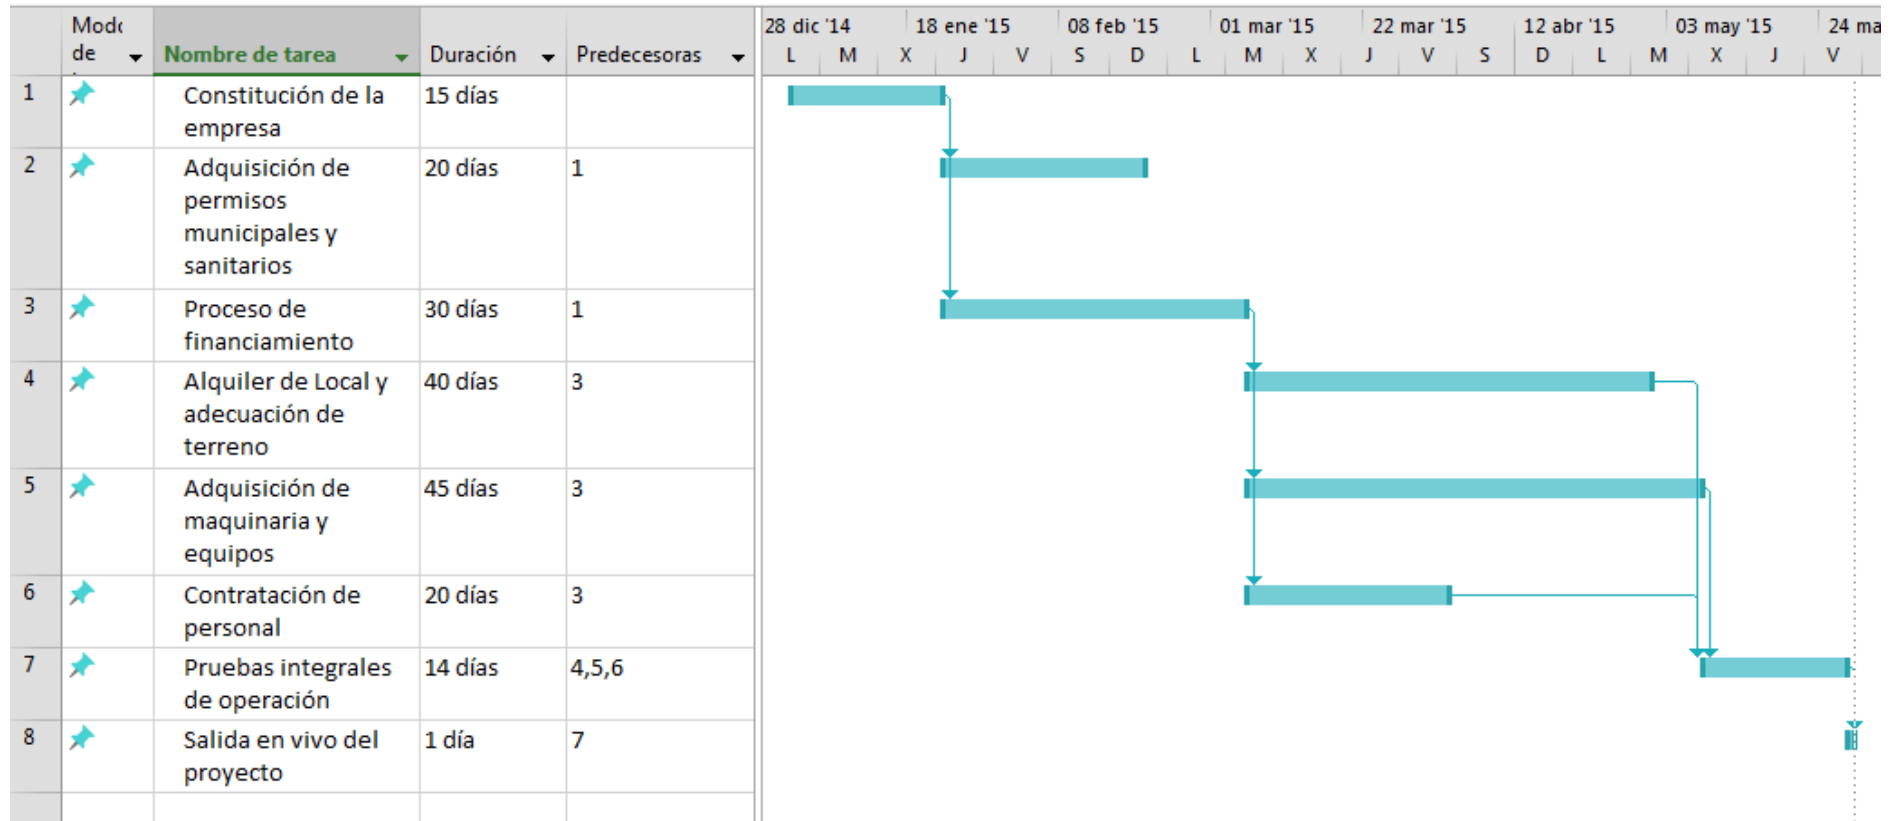 Modo
de
Nombre de tarea Duración Predecesoras
28 dic '14 18 ene '15 08 feb '15 01 mar '15 22 mar '15 12 abr '15 03 may '15 24 ma
L M X J V S D L M X J V S D L M X J V
1 Constitución de la 15 días
empresa
2 Adquisición de 20 días 1
permisos
municipales y
sanitarios
3 Proceso de 30 días 1
financiamiento
4 Alquiler de Local y 40 días 3
adecuación de
terreno
5 Adquisición de 45 días 3
maquinaria y
equipos
6 Contratación de 20 días 3
personal
7 Pruebas integrales 14 días 4,5,6
de operación
8 Salida en vivo del 1 día 7
proyecto